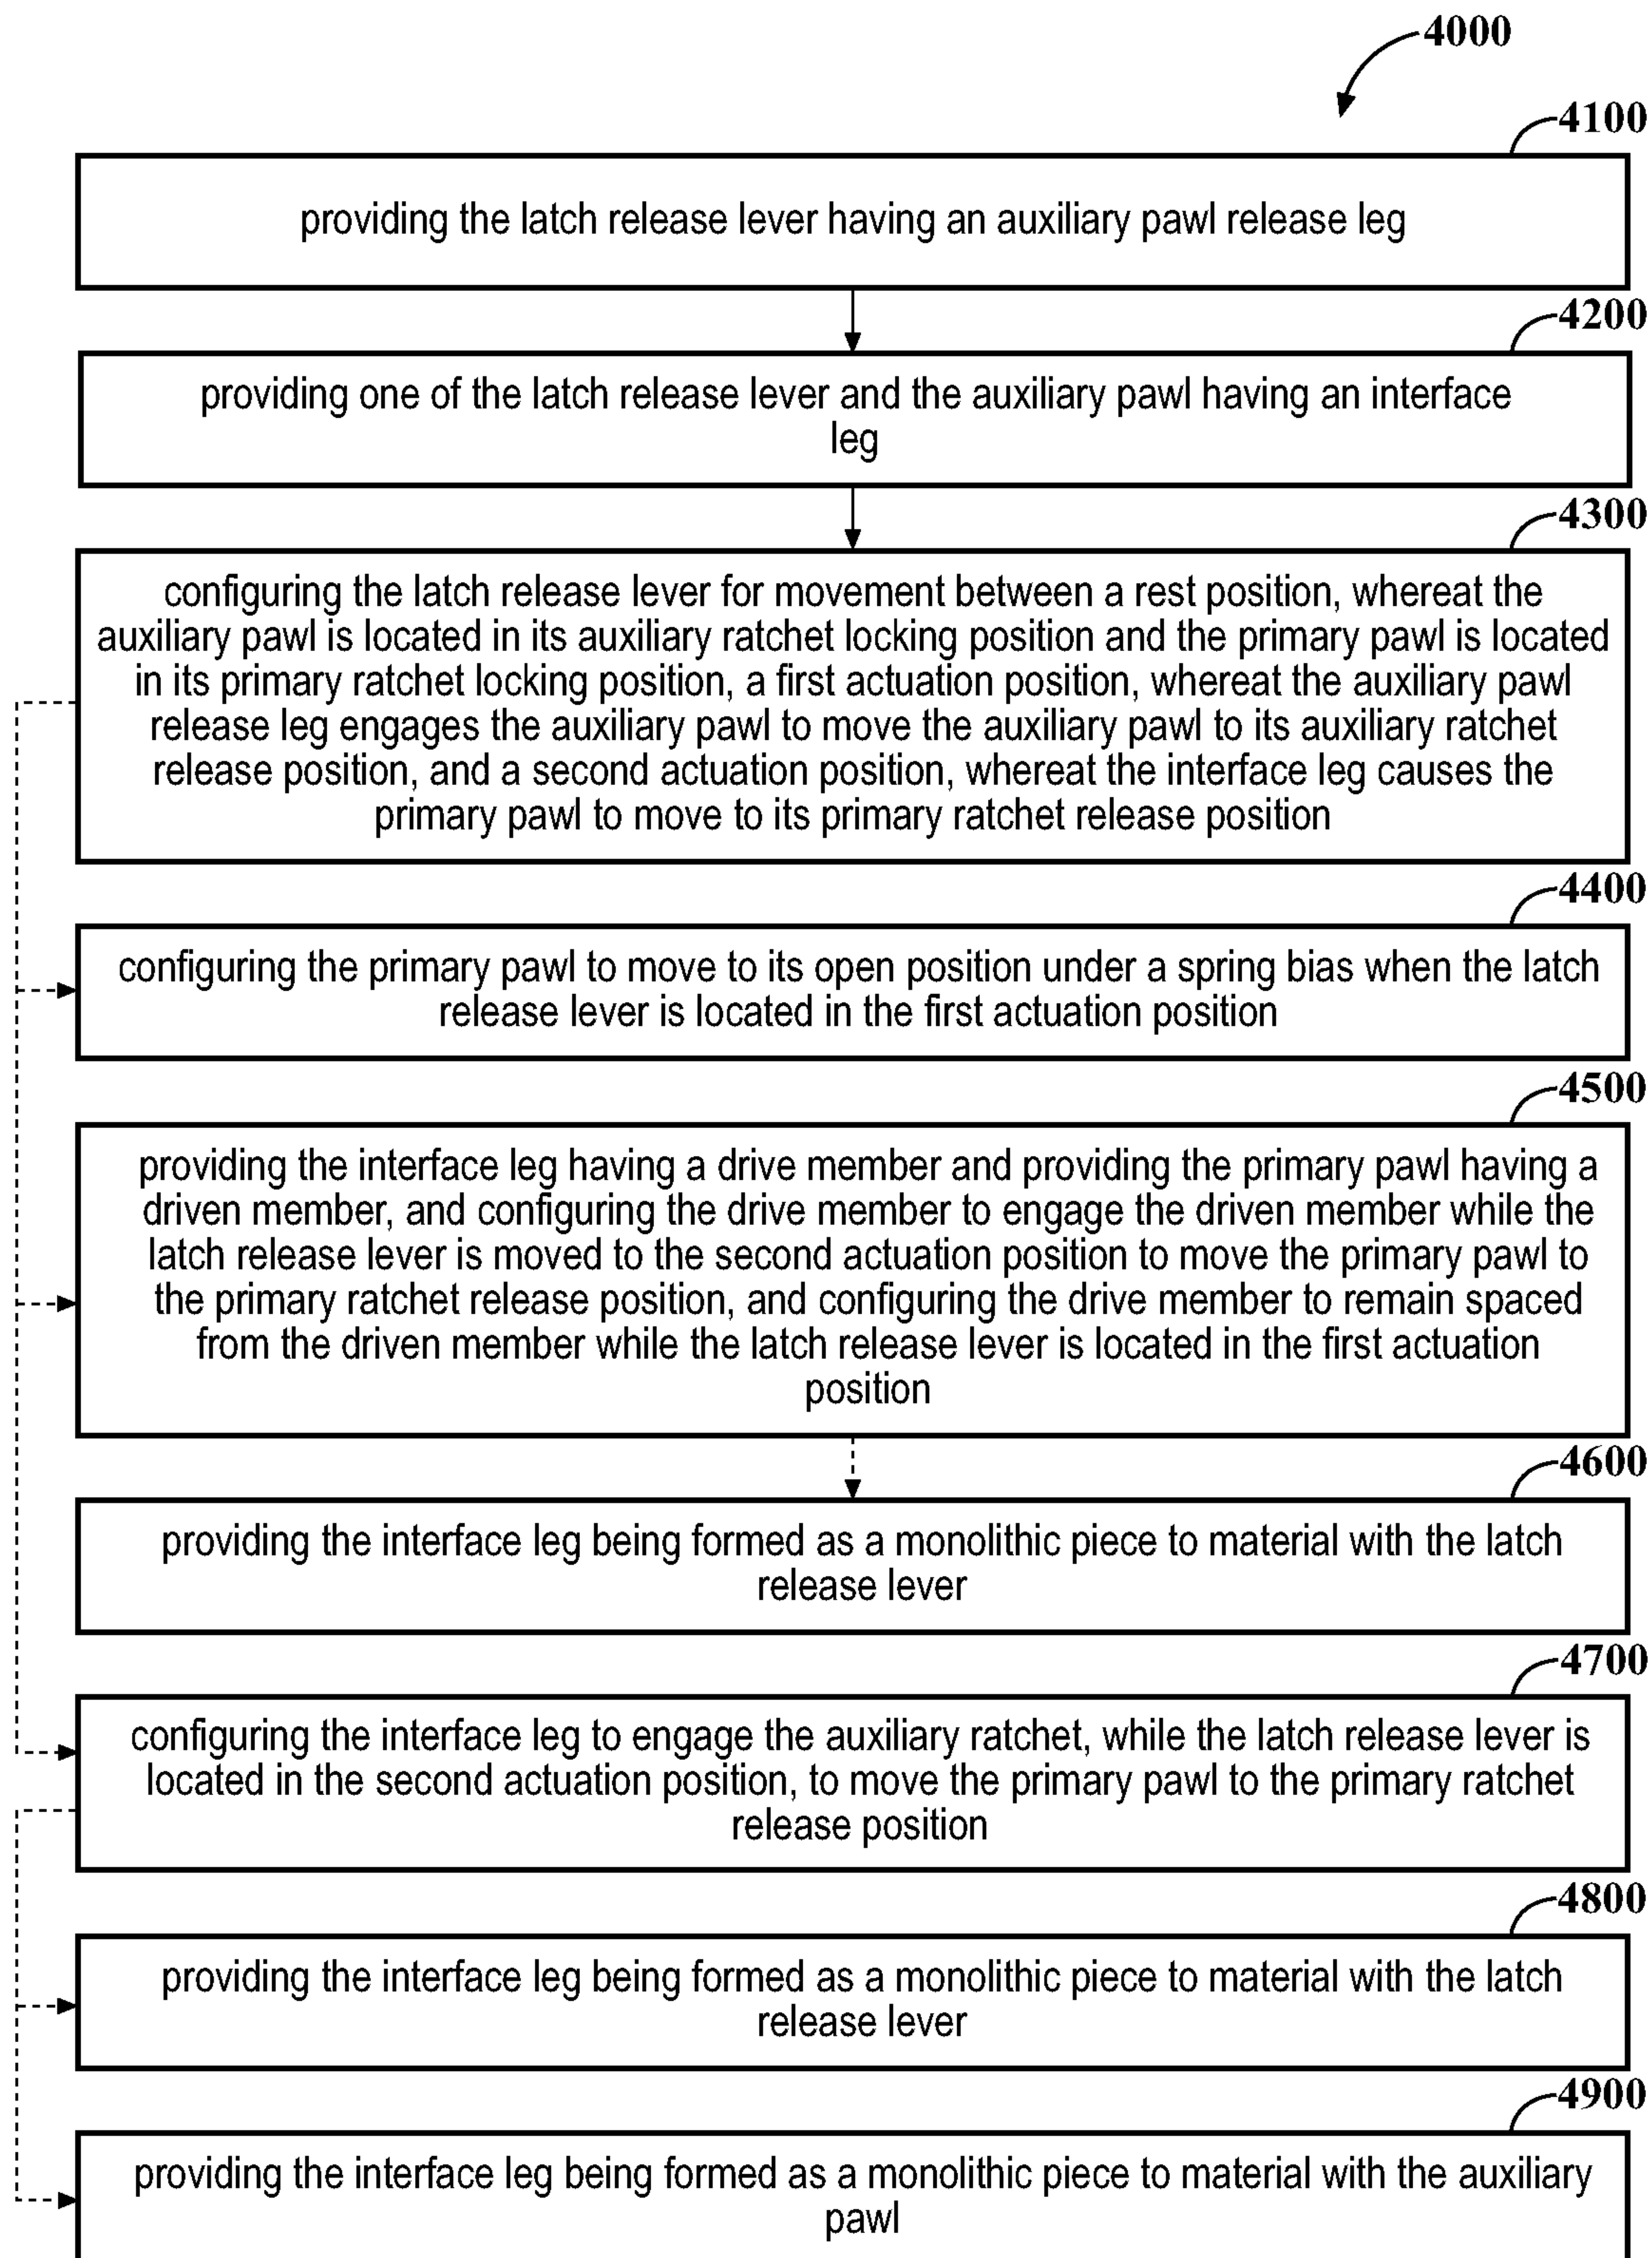 4000
4100
providing the latch release lever having an auxiliary pawl release leg
4200
providing one of the latch release lever and the auxiliary pawl having an interface
leg
4300
configuring the latch release lever for movement between a rest position, whereat the
auxiliary pawl is located in its auxiliary ratchet locking position and the primary pawl is located
in its primary ratchet locking position, a first actuation position, whereat the auxiliary pawl
release leg engages the auxiliary pawl to move the auxiliary pawl to its auxiliary ratchet
release position, and a second actuation position, whereat the interface leg causes the
primary pawl to move to its primary ratchet release position
4400
configuring the primary pawl to move to its open position under a spring bias when the latch
release lever is located in the first actuation position
4500
providing the interface leg having a drive member and providing the primary pawl having a
driven member, and configuring the drive member to engage the driven member while the
latch release lever is moved to the second actuation position to move the primary pawl to
the primary ratchet release position, and configuring the drive member to remain spaced
from the driven member while the latch release lever is located in the first actuation
position
4600
providing the interface leg being formed as a monolithic piece to material with the latch
release lever
4700
configuring the interface leg to engage the auxiliary ratchet, while the latch release lever is
located in the second actuation position, to move the primary pawl to the primary ratchet
release position
4800
providing the interface leg being formed as a monolithic piece to material with the latch
release lever
4900
providing the interface leg being formed as a monolithic piece to material with the auxiliary
pawl